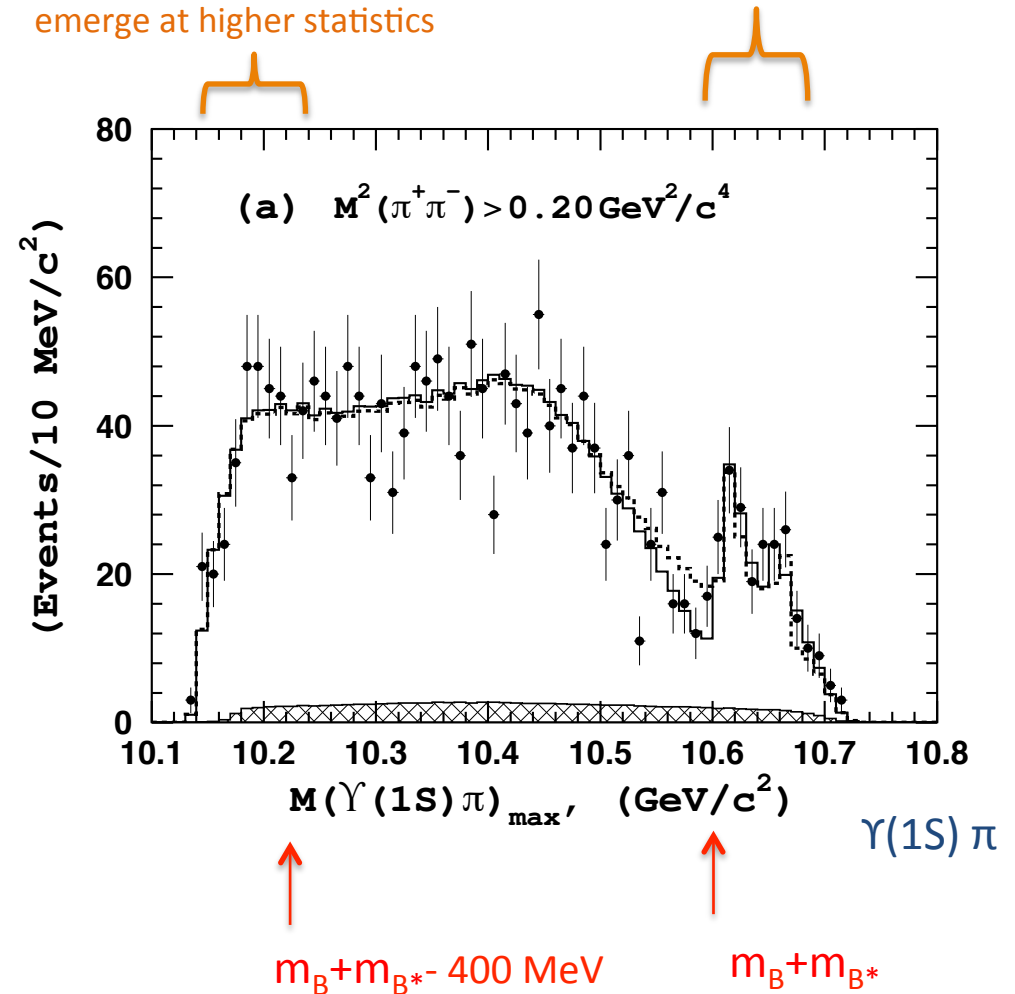 emerge at higher statistics
(a) M²(π⁺π⁻)>0.20GeV²/c⁴
(Events/10 MeV/c²)
80
60
40
20
0
10.1 10.2 10.3 10.4 10.5 10.6 10.7 10.8
M(ϒ(1S)π)max, (GeV/c²)
ϒ(1S) π
mB+mB*- 400 MeV
mB+mB*